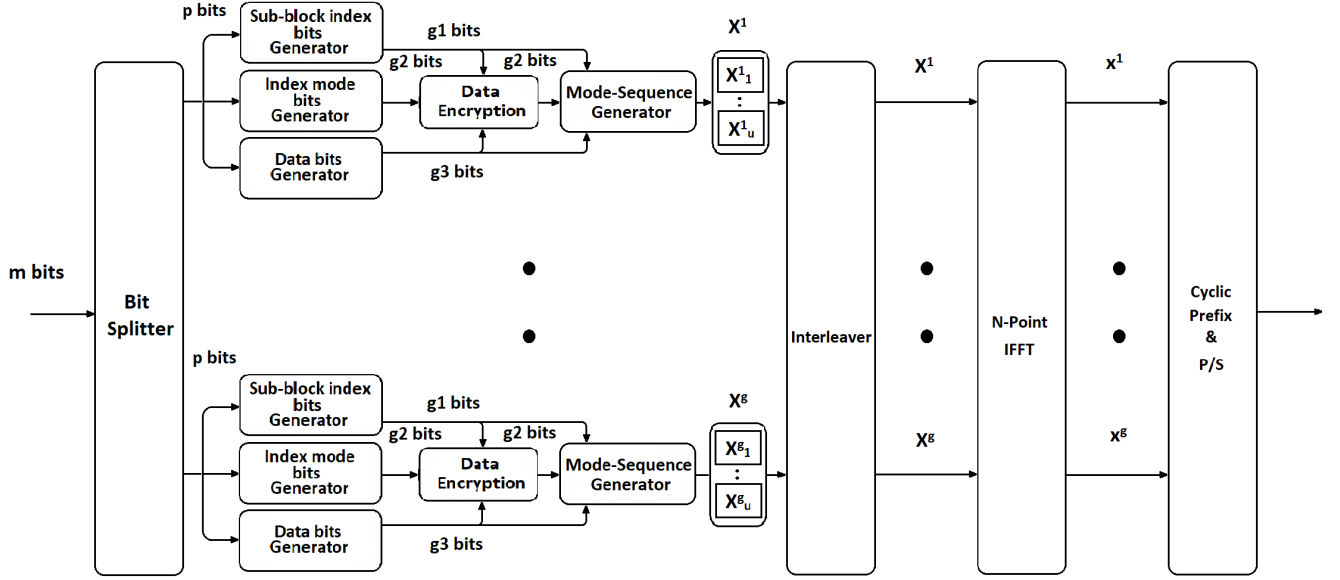 p bits
Sub-block index
bits
Generator
g1 bits
g2 bits
g2 bits
Index mode
bits
Generator
Data
Encryption
Mode-Sequence
Generator
Data bits
Generator
g3 bits
X¹
X¹₁
:
X¹ᵤ
X¹
x¹
m bits
Bit
Splitter
Interleaver
N-Point
IFFT
Cyclic
Prefix
&
P/S
p bits
Sub-block index
bits
Generator
g1 bits
g2 bits
g2 bits
Index mode
bits
Generator
Data
Encryption
Mode-Sequence
Generator
Data bits
Generator
g3 bits
Xᵍ
Xᵍ₁
:
Xᵍᵤ
Xᵍ
xᵍ